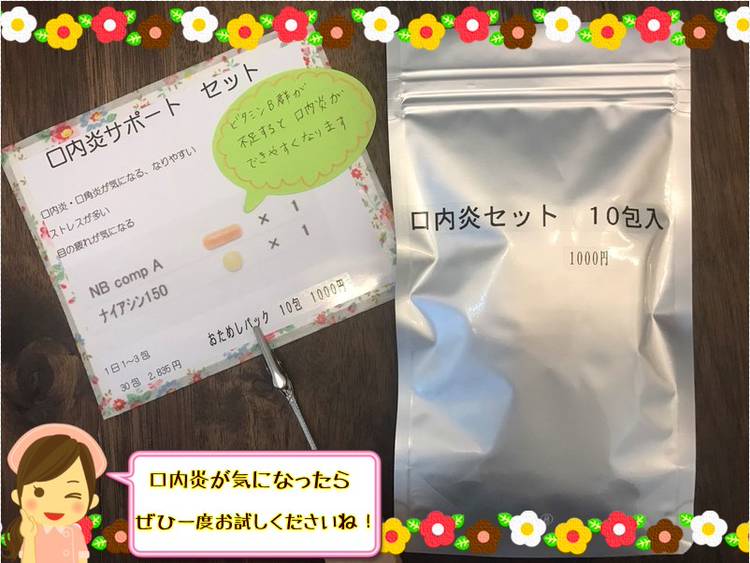 口内炎サポート セット
ビタミンB群が
不足すると 口内炎が
できやすくなります
口内炎・口角炎が気になる、なりやすい
ストレスが多い
目の疲れが気になる
NB comp A × 1
ナイアシン150 × 1
おためしパック 10包 1000円
1日1~3包
30包 2,835円
口内炎セット 10包入
1000円
口内炎が気になったら
ぜひ一度お試しくださいね!